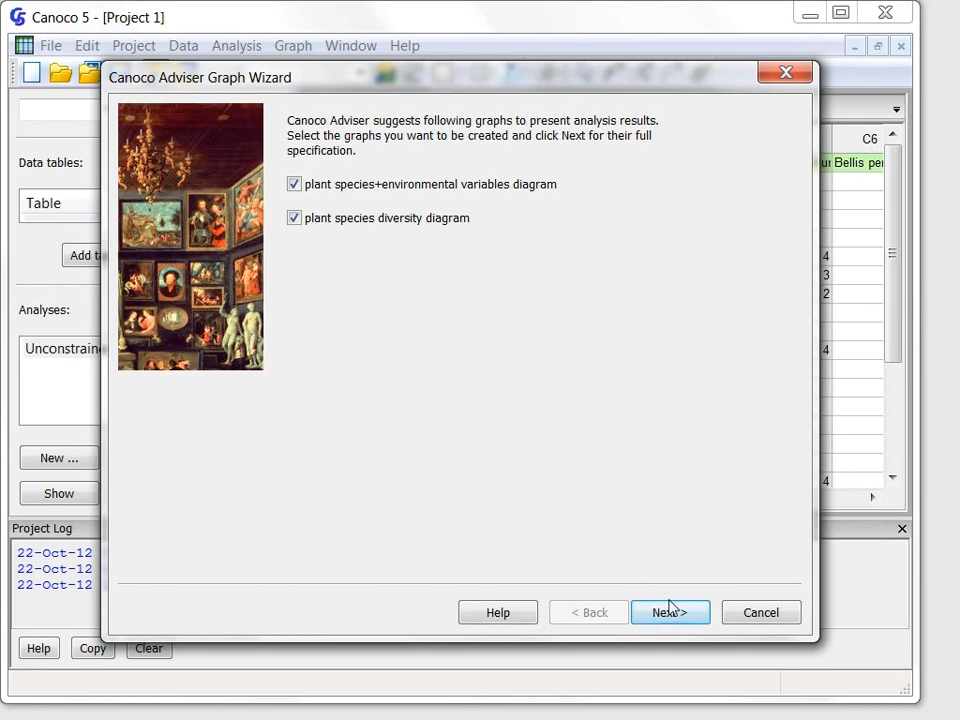 Canoco 5 - [Project 1]
File Edit Project Data Analysis Graph Window Help
Canoco Adviser Graph Wizard
Canoco Adviser suggests following graphs to present analysis results.
Select the graphs you want to be created and click Next for their full
specification.
plant species+environmental variables diagram
plant species diversity diagram
Help < Back Next > Cancel
Data tables:
Table
Add ta
Analyses:
Unconstraine
New ...
Show
C6
ur Bellis per
4
3
2
4
4
Project Log
22-Oct-12
22-Oct-12
22-Oct-12
Help Copy Clear